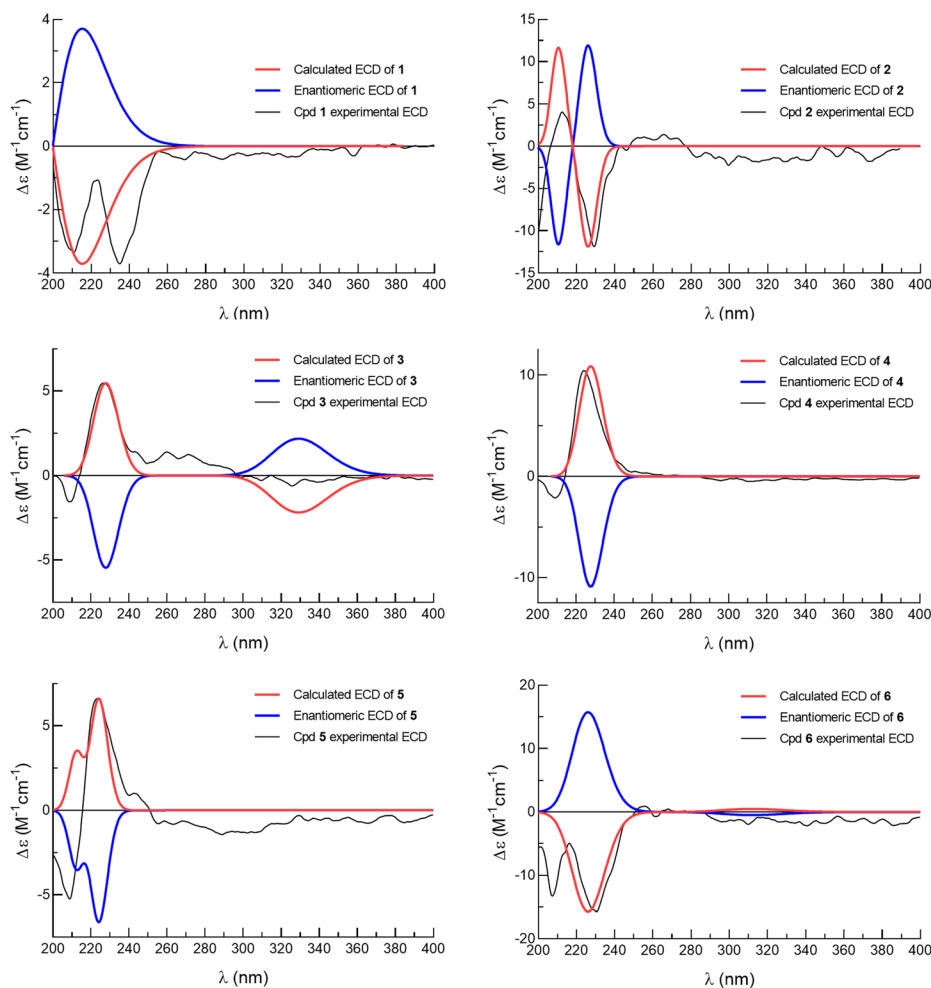 Calculated ECD of 1
Enantiomeric ECD of 1
Cpd 1 experimental ECD
4
2
0
-2
-4
Δε (M⁻¹cm⁻¹)
200 220 240 260 280 300 320 340 360 380 400
λ (nm)
Calculated ECD of 2
Enantiomeric ECD of 2
Cpd 2 experimental ECD
15
10
5
0
-5
-10
-15
Δε (M⁻¹cm⁻¹)
200 220 240 260 280 300 320 340 360 380 400
λ (nm)
Calculated ECD of 3
Enantiomeric ECD of 3
Cpd 3 experimental ECD
5
0
-5
Δε (M⁻¹cm⁻¹)
200 220 240 260 280 300 320 340 360 380 400
λ (nm)
Calculated ECD of 4
Enantiomeric ECD of 4
Cpd 4 experimental ECD
10
0
-10
Δε (M⁻¹cm⁻¹)
200 220 240 260 280 300 320 340 360 380 400
λ (nm)
Calculated ECD of 5
Enantiomeric ECD of 5
Cpd 5 experimental ECD
5
0
-5
Δε (M⁻¹cm⁻¹)
200 220 240 260 280 300 320 340 360 380 400
λ (nm)
Calculated ECD of 6
Enantiomeric ECD of 6
Cpd 6 experimental ECD
20
10
0
-10
-20
Δε (M⁻¹cm⁻¹)
200 220 240 260 280 300 320 340 360 380 400
λ (nm)